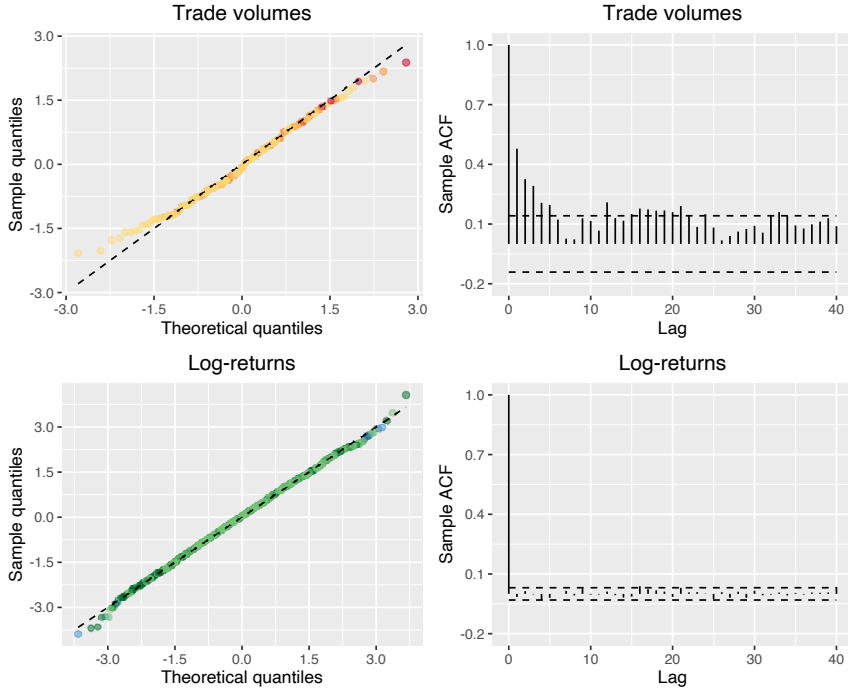 Trade volumes
3.0
1.5
0.0
-1.5
-3.0
Sample quantiles
-3.0 -1.5 0.0 1.5 3.0
Theoretical quantiles
Trade volumes
1.0
0.7
0.4
0.1
-0.2
Sample ACF
0 10 20 30 40
Lag
Log-returns
3.0
1.5
0.0
-1.5
-3.0
Sample quantiles
-3.0 -1.5 0.0 1.5 3.0
Theoretical quantiles
Log-returns
1.0
0.7
0.4
0.1
-0.2
Sample ACF
0 10 20 30 40
Lag